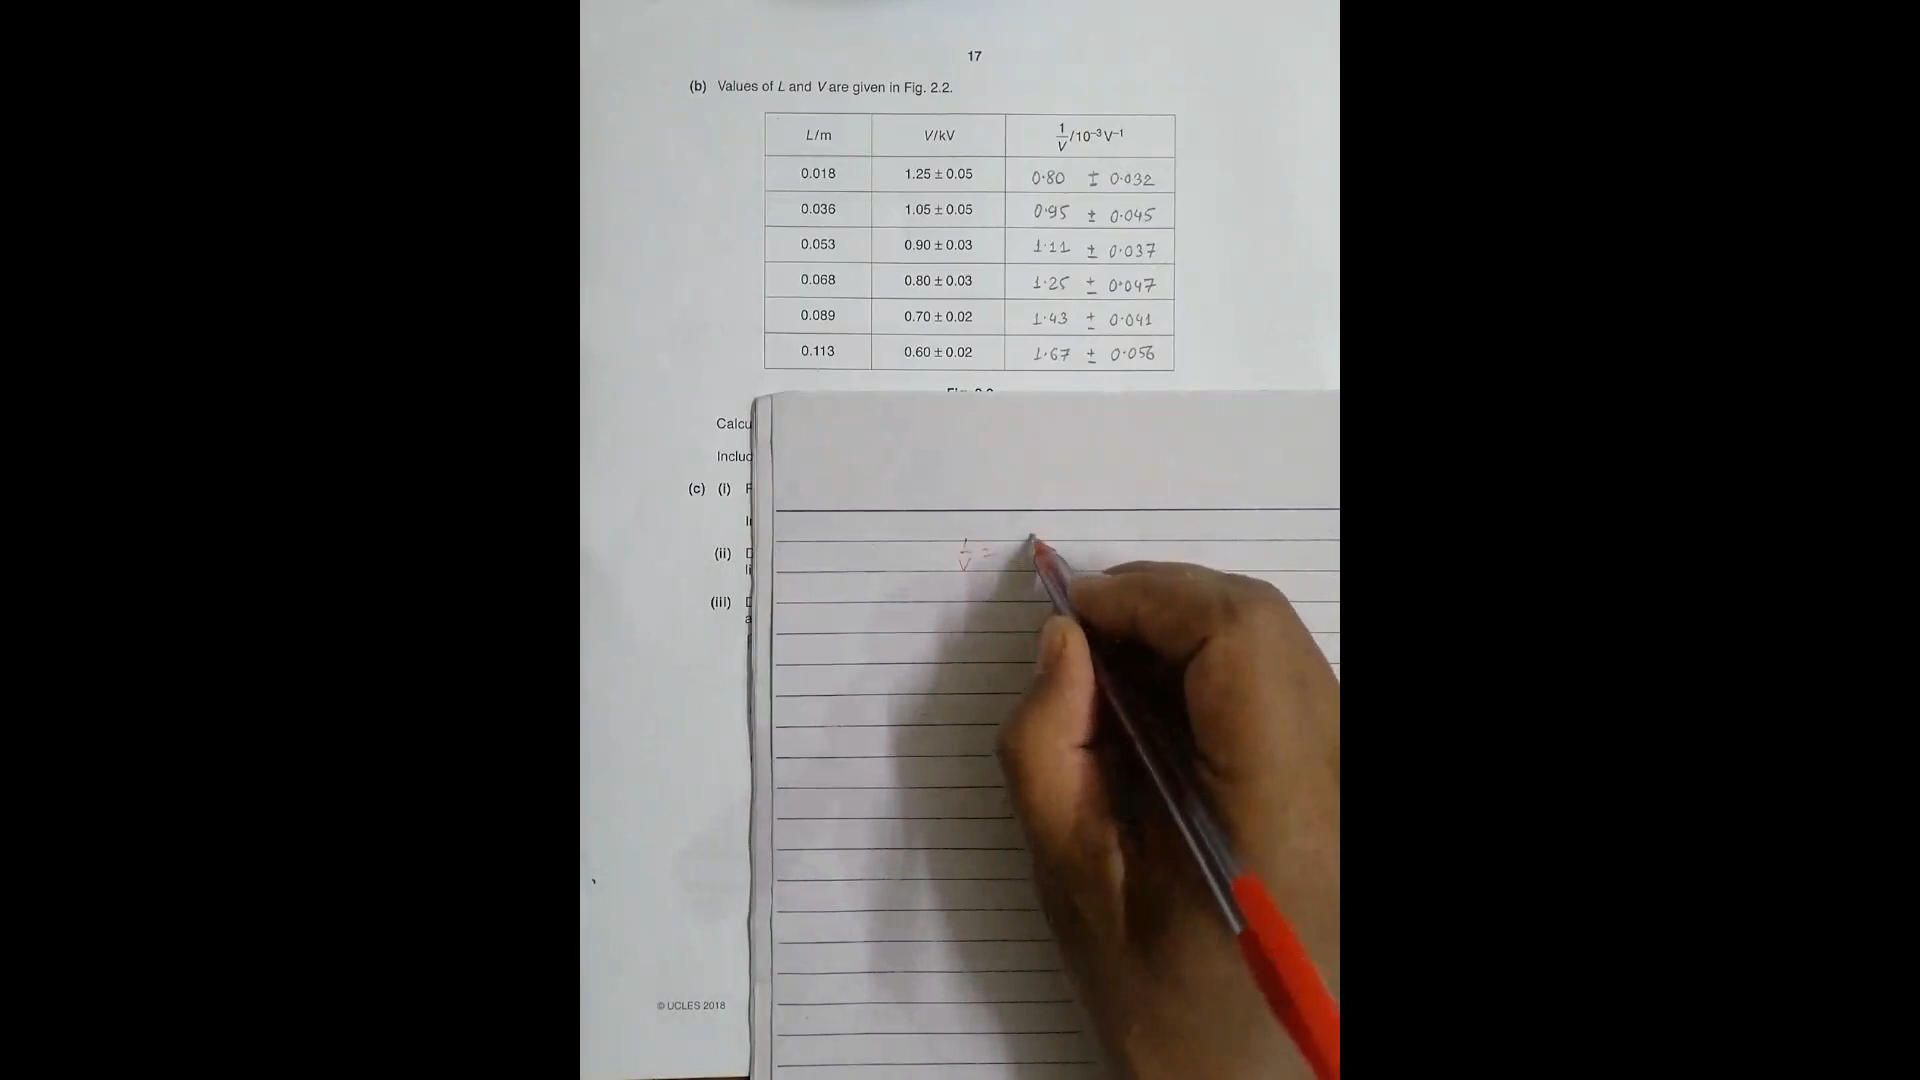 17
(b) Values of L and V are given in Fig. 2.2.
L/m V/kV 1/V /10⁻³V⁻¹
0.018 1.25 ± 0.05 0.80 ± 0.032
0.036 1.05 ± 0.05 0.95 ± 0.045
0.053 0.90 ± 0.03 1.11 ± 0.037
0.068 0.80 ± 0.03 1.25 ± 0.047
0.089 0.70 ± 0.02 1.43 ± 0.041
0.113 0.60 ± 0.02 1.67 ± 0.056
Calcu
Includ
(c) (i)
(ii)
li
(iii)
a
1/V =
© UCLES 2018